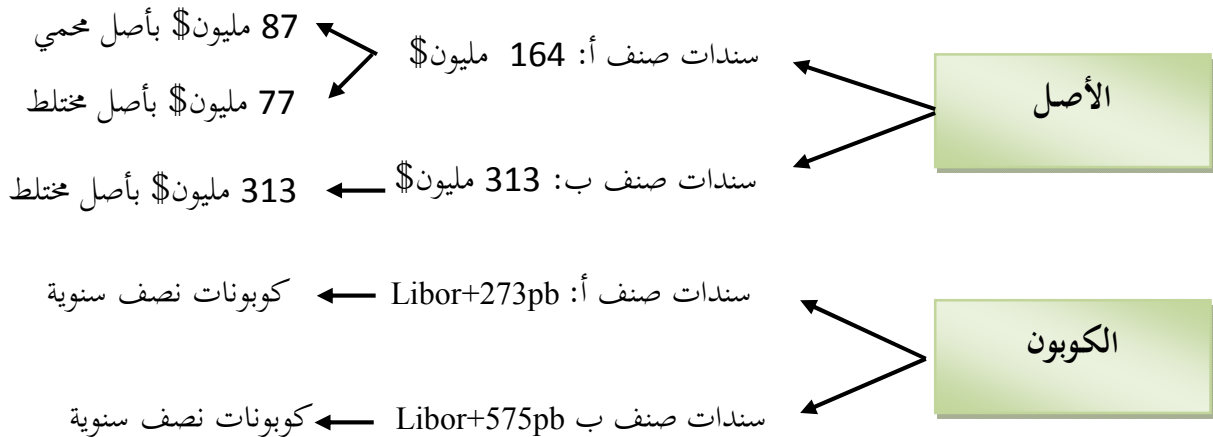 الأصل
سندات صنف أ: 164 مليون$
87 مليون$ بأصل محمي
77 مليون$ بأصل مختلط
سندات صنف ب: 313 مليون$
313 مليون$ بأصل مختلط
الكوبون
سندات صنف أ: Libor+273pb
كوبونات نصف سنوية
سندات صنف ب Libor+575pb
كوبونات نصف سنوية